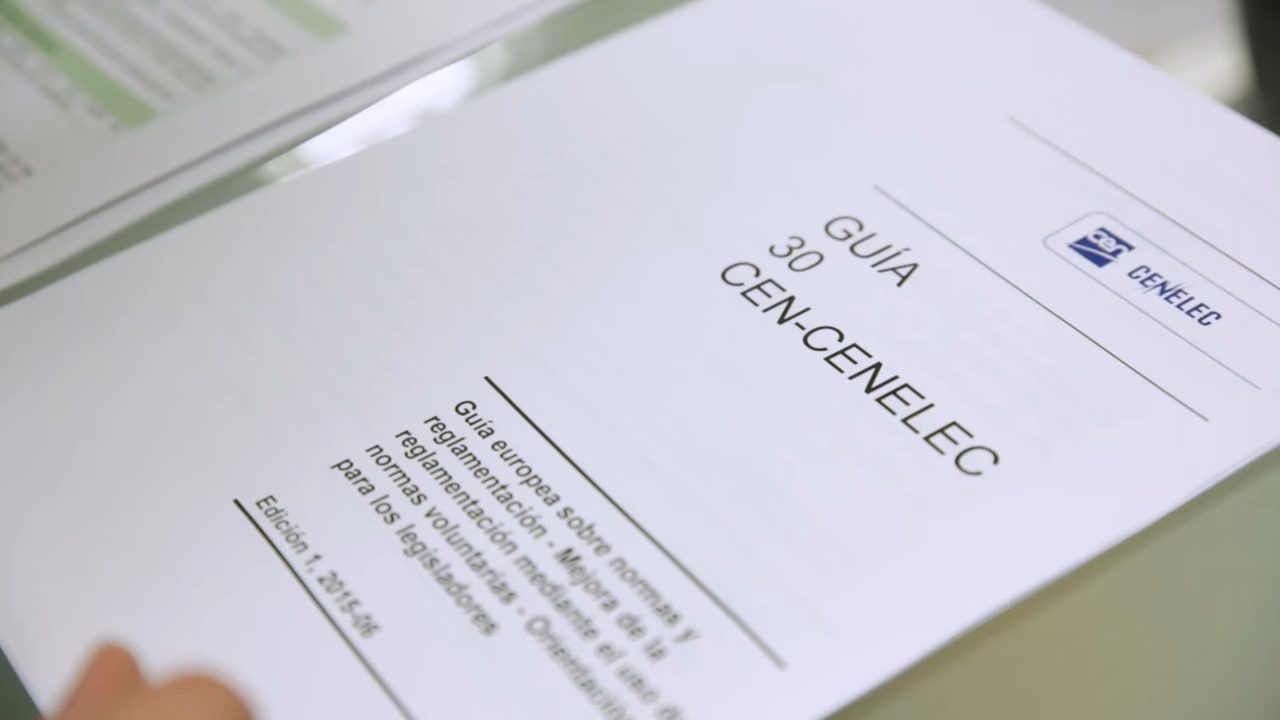 cen
CENELEC
GUÍA
30
CEN-CENELEC
Guía europea sobre normas y
reglamentación - Mejora de la
reglamentación mediante el uso de
normas voluntarias - Orientación
para los legisladores
Edición 1, 2015-06